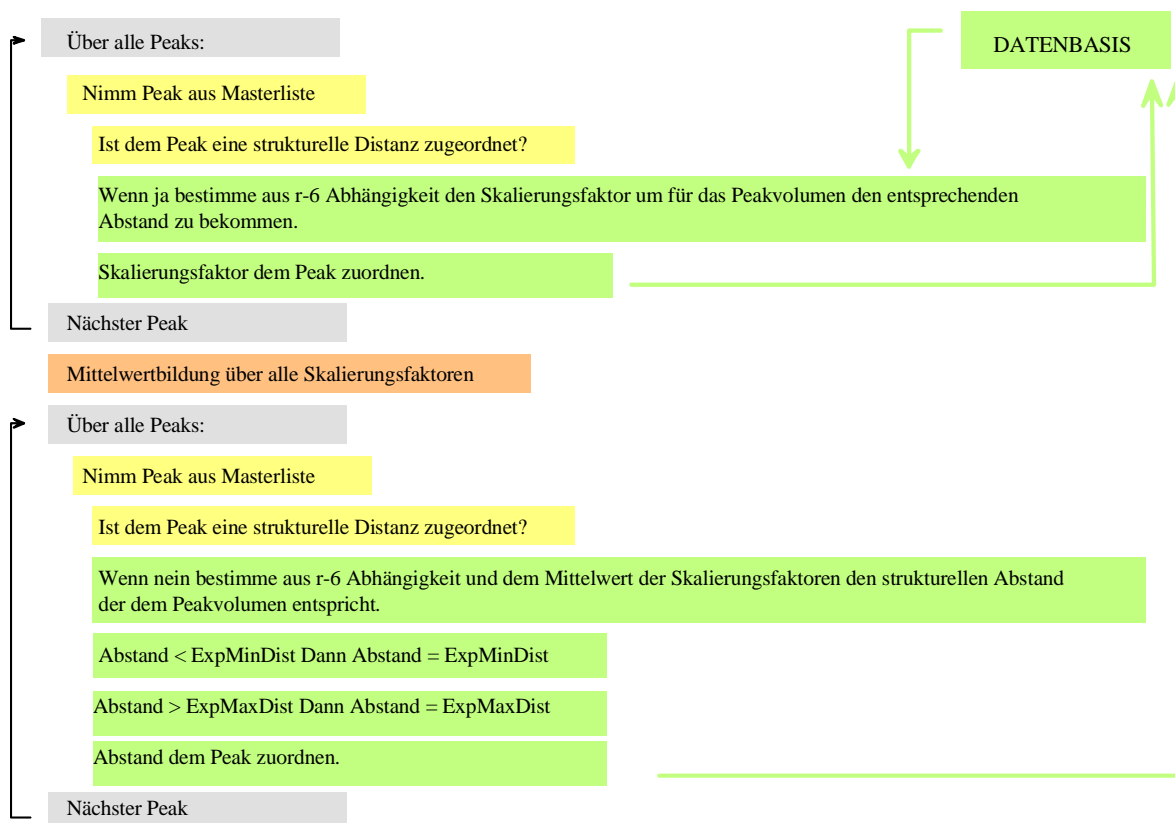 Über alle Peaks:
DATENBASIS
Nimm Peak aus Masterliste
Ist dem Peak eine strukturelle Distanz zugeordnet?
Wenn ja bestimme aus r-6 Abhängigkeit den Skalierungsfaktor um für das Peakvolumen den entsprechenden
Abstand zu bekommen.
Skalierungsfaktor dem Peak zuordnen.
Nächster Peak
Mittelwertbildung über alle Skalierungsfaktoren
Über alle Peaks:
Nimm Peak aus Masterliste
Ist dem Peak eine strukturelle Distanz zugeordnet?
Wenn nein bestimme aus r-6 Abhängigkeit und dem Mittelwert der Skalierungsfaktoren den strukturellen Abstand
der dem Peakvolumen entspricht.
Abstand < ExpMinDist Dann Abstand = ExpMinDist
Abstand > ExpMaxDist Dann Abstand = ExpMaxDist
Abstand dem Peak zuordnen.
Nächster Peak